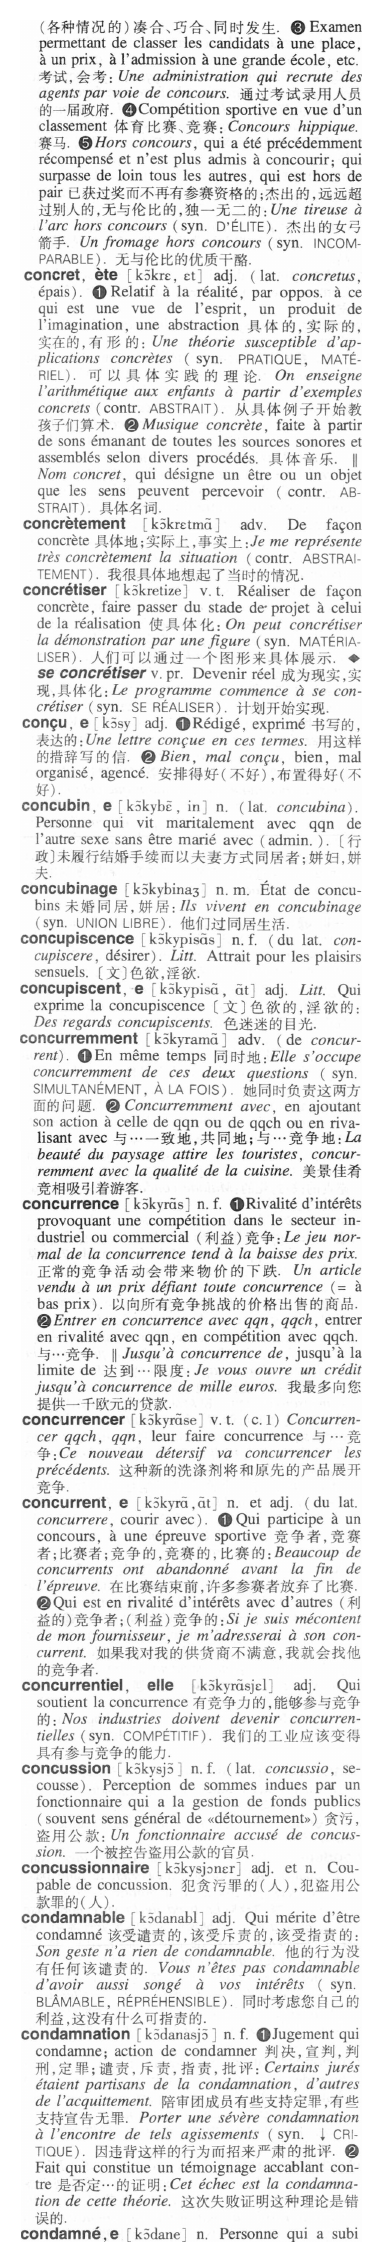 (各种情况的)凑合、巧合、同时发生. ❸ Examen
permettant de classer les candidats à une place,
à un prix, à l'admission à une grande école, etc.
考试,会考: Une administration qui recrute des
agents par voie de concours. 通过考试录用人员
的一届政府. ❹Compétition sportive en vue d'un
classement 体育比赛、竞赛: Concours hippique.
赛马. ❺Hors concours, qui a été précédemment
récompensé et n'est plus admis à concourir; qui
surpasse de loin tous les autres, qui est hors de
pair 已获过奖而不再有参赛资格的;杰出的,远远超
过别人的,无与伦比的,独一无二的: Une tireuse à
l'arc hors concours (syn. D'ÉLITE). 杰出的女弓
箭手. Un fromage hors concours (syn. INCOM-
PARABLE). 无与伦比的优质干酪.
concret, ète [kɔ̃krɛ, ɛt] adj. (lat. concretus,
épais). ❶ Relatif à la réalité, par oppos. à ce
qui est une vue de l'esprit, un produit de
l'imagination, une abstraction 具体的,实际的,
实在的,有形的: Une théorie susceptible d'ap-
plications concrètes (syn. PRATIQUE, MATÉ-
RIEL). 可以具体实践的理论. On enseigne
l'arithmétique aux enfants à partir d'exemples
concrets (contr. ABSTRAIT). 从具体例子开始教
孩子们算术. ❷ Musique concrète, faite à partir
de sons émanant de toutes les sources sonores et
assemblés selon divers procédés. 具体音乐. ‖
Nom concret, qui désigne un être ou un objet
que les sens peuvent percevoir (contr. AB-
STRAIT). 具体名词.
concrètement [kɔ̃krɛtmɑ̃] adv. De façon
concrète 具体地;实际上,事实上: Je me représente
très concrètement la situation (contr. ABSTRAI-
TEMENT). 我很具体地想起了当时的情况.
concrétiser [kɔ̃kretize] v.t. Réaliser de façon
concrète, faire passer du stade de projet à celui
de la réalisation 使具体化: On peut concrétiser
la démonstration par une figure (syn. MATÉRIA-
LISER). 人们可以通过一个图形来具体展示. ◆
se concrétiser v.pr. Devenir réel 成为现实,实
现,具体化: Le programme commence à se con-
crétiser (syn. SE RÉALISER). 计划开始实现.
conçu, e [kɔ̃sy] adj. ❶Rédigé, exprimé 书写的,
表达的: Une lettre conçue en ces termes. 用这样
的措辞写的信. ❷ Bien, mal conçu, bien, mal
organisé, agencé. 安排得好(不好),布置得好(不
好).
concubin, e [kɔ̃kybɛ̃, in] n. (lat. concubina).
Personne qui vit maritalement avec qqn de
l'autre sexe sans être marié avec (admin.). 〔行
政〕未履行结婚手续而以夫妻方式同居者;姘妇,姘
夫.
concubinage [kɔ̃kybinaʒ] n.m. État de concu-
bins 未婚同居,姘居: Ils vivent en concubinage
(syn. UNION LIBRE). 他们过同居生活.
concupiscence [kɔ̃kypisɑ̃s] n.f. (du lat. con-
cupiscere, désirer). Litt. Attrait pour les plaisirs
sensuels. 〔文〕色欲,淫欲.
concupiscent, e [kɔ̃kypisɑ̃, ɑ̃t] adj. Litt. Qui
exprime la concupiscence 〔文〕色欲的,淫欲的:
Des regards concupiscents. 色迷迷的目光.
concurremment [kɔ̃kyramɑ̃] adv. (de concur-
rent). ❶En même temps 同时地: Elle s'occupe
concurremment de ces deux questions (syn.
SIMULTANÉMENT, À LA FOIS). 她同时负责这两方
面的问题. ❷ Concurremment avec, en ajoutant
son action à celle de qqn ou de qqch ou en riva-
lisant avec 与…一致地,共同地;与…竞争地: La
beauté du paysage attire les touristes, concur-
remment avec la qualité de la cuisine. 美景佳肴
竞相吸引着游客.
concurrence [kɔ̃kyrɑ̃s] n.f. ❶Rivalité d'intérêts
provoquant une compétition dans le secteur in-
dustriel ou commercial (利益)竞争: Le jeu nor-
mal de la concurrence tend à la baisse des prix.
正常的竞争活动会带来物价的下跌. Un article
vendu à un prix défiant toute concurrence (= à
bas prix). 以向所有竞争挑战的价格出售的商品.
❷Entrer en concurrence avec qqn, qqch, entrer
en rivalité avec qqn, en compétition avec qqch.
与…竞争. ‖ Jusqu'à concurrence de, jusqu'à la
limite de 达到…限度: Je vous ouvre un crédit
jusqu'à concurrence de mille euros. 我最多向您
提供一千欧元的贷款.
concurrencer [kɔ̃kyrɑ̃se] v.t. (c.1) Concurren-
cer qqch, qqn, leur faire concurrence 与…竞
争: Ce nouveau détersif va concurrencer les
précédents. 这种新的洗涤剂将和原先的产品展开
竞争.
concurrent, e [kɔ̃kyrɑ̃, ɑ̃t] n. et adj. (du lat.
concurrere, courir avec). ❶ Qui participe à un
concours, à une épreuve sportive 竞争者,竞赛
者;比赛者;竞争的,竞赛的,比赛的: Beaucoup de
concurrents ont abandonné avant la fin de
l'épreuve. 在比赛结束前,许多参赛者放弃了比赛.
❷Qui est en rivalité d'intérêts avec d'autres (利
益的)竞争者;(利益)竞争的: Si je suis mécontent
de mon fournisseur, je m'adresserai à son con-
current. 如果我对我的供货商不满意,我就会找他
的竞争者.
concurrentiel, elle [kɔ̃kyrɑ̃sjɛl] adj. Qui
soutient la concurrence 有竞争力的,能够参与竞争
的: Nos industries doivent devenir concurren-
tielles (syn. COMPÉTITIF). 我们的工业应该变得
具有参与竞争的能力.
concussion [kɔ̃kysjɔ̃] n.f. (lat. concussio, se-
cousse). Perception de sommes indues par un
fonctionnaire qui a la gestion de fonds publics
(souvent sens général de «détournement») 贪污,
盗用公款: Un fonctionnaire accusé de concus-
sion. 一个被控告盗用公款的官员.
concussionnaire [kɔ̃kysjɔnɛr] adj. et n. Cou-
pable de concussion. 犯贪污罪的(人),犯盗用公
款罪的(人).
condamnable [kɔ̃danabl] adj. Qui mérite d'être
condamné 该受谴责的,该受斥责的,该受指责的:
Son geste n'a rien de condamnable. 他的行为没
有任何该谴责的. Vous n'êtes pas condamnable
d'avoir aussi songé à vos intérêts (syn.
BLÂMABLE, RÉPRÉHENSIBLE). 同时考虑您自己的
利益,这没有什么可指责的.
condamnation [kɔ̃danasjɔ̃] n.f. ❶Jugement qui
condamne; action de condamner 判决,宣判,判
刑,定罪;谴责,斥责,指责,批评: Certains jurés
étaient partisans de la condamnation, d'autres
de l'acquittement. 陪审团成员有些支持定罪,有些
支持宣告无罪. Porter une sévère condamnation
à l'encontre de tels agissements (syn. ↓ CRI-
TIQUE). 因违背这样的行为而招来严肃的批评. ❷
Fait qui constitue un témoignage accablant con-
tre 是否定…的证明: Cet échec est la condamna-
tion de cette théorie. 这次失败证明这种理论是错
误的.
condamné, e [kɔ̃dane] n. Personne qui a subi